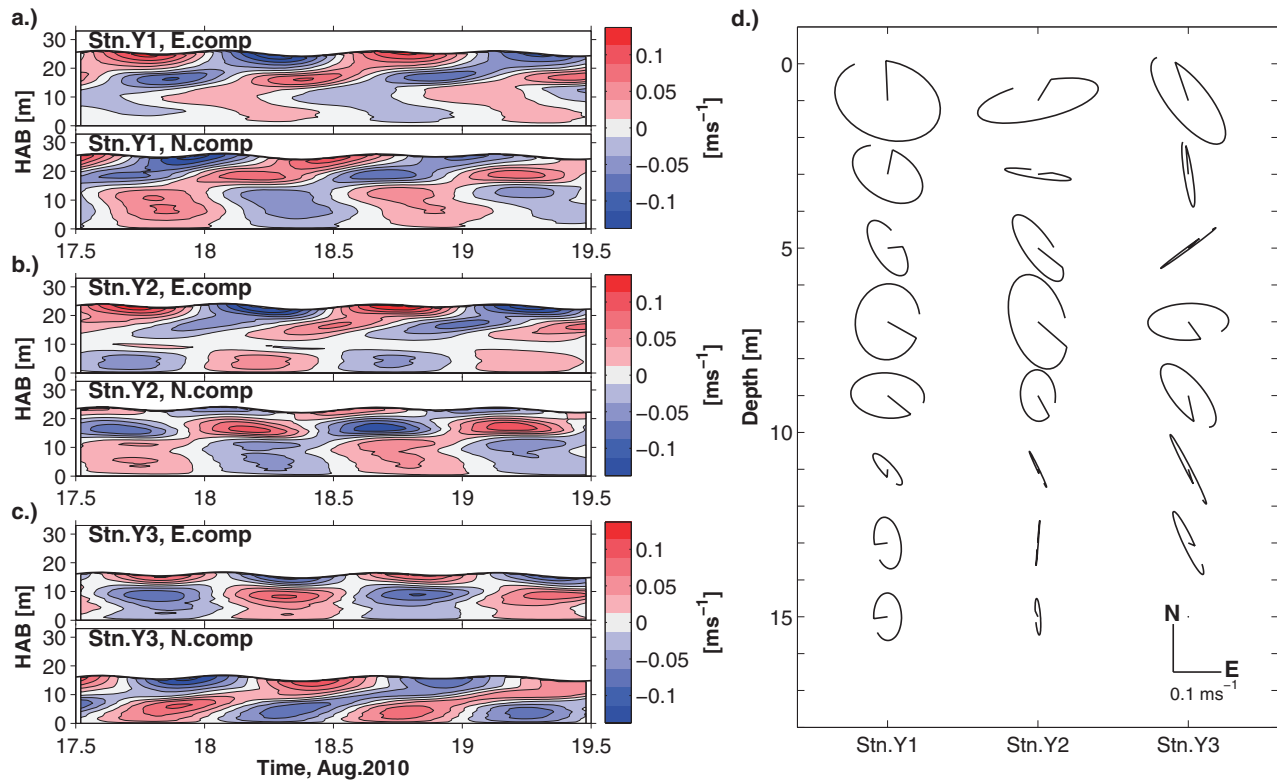 a.)
Stn.Y1, E.comp
30
20
10
0
HAB [m]
Stn.Y1, N.comp
30
20
10
0
17.5 18 18.5 19 19.5
0.1
0.05
0
−0.05
−0.1
[ms⁻¹]
b.)
Stn.Y2, E.comp
30
20
10
0
HAB [m]
Stn.Y2, N.comp
30
20
10
0
17.5 18 18.5 19 19.5
0.1
0.05
0
−0.05
−0.1
[ms⁻¹]
c.)
Stn.Y3, E.comp
30
20
10
0
HAB [m]
Stn.Y3, N.comp
30
20
10
0
17.5 18 18.5 19 19.5
Time, Aug.2010
0.1
0.05
0
−0.05
−0.1
[ms⁻¹]
d.)
0
5
10
15
Depth [m]
N
E
0.1 ms⁻¹
Stn.Y1 Stn.Y2 Stn.Y3